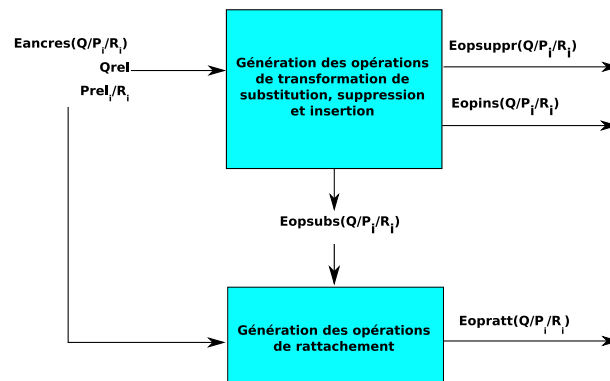 Eancres(Q/Pi/Ri)
Qrel
Preli/Ri
Génération des opérations
de transformation de
substitution, suppression
et insertion
Eopsuppr(Q/Pi/Ri)
Eopins(Q/Pi/Ri)
Eopsubs(Q/Pi/Ri)
Génération des opérations
de rattachement
Eopratt(Q/Pi/Ri)